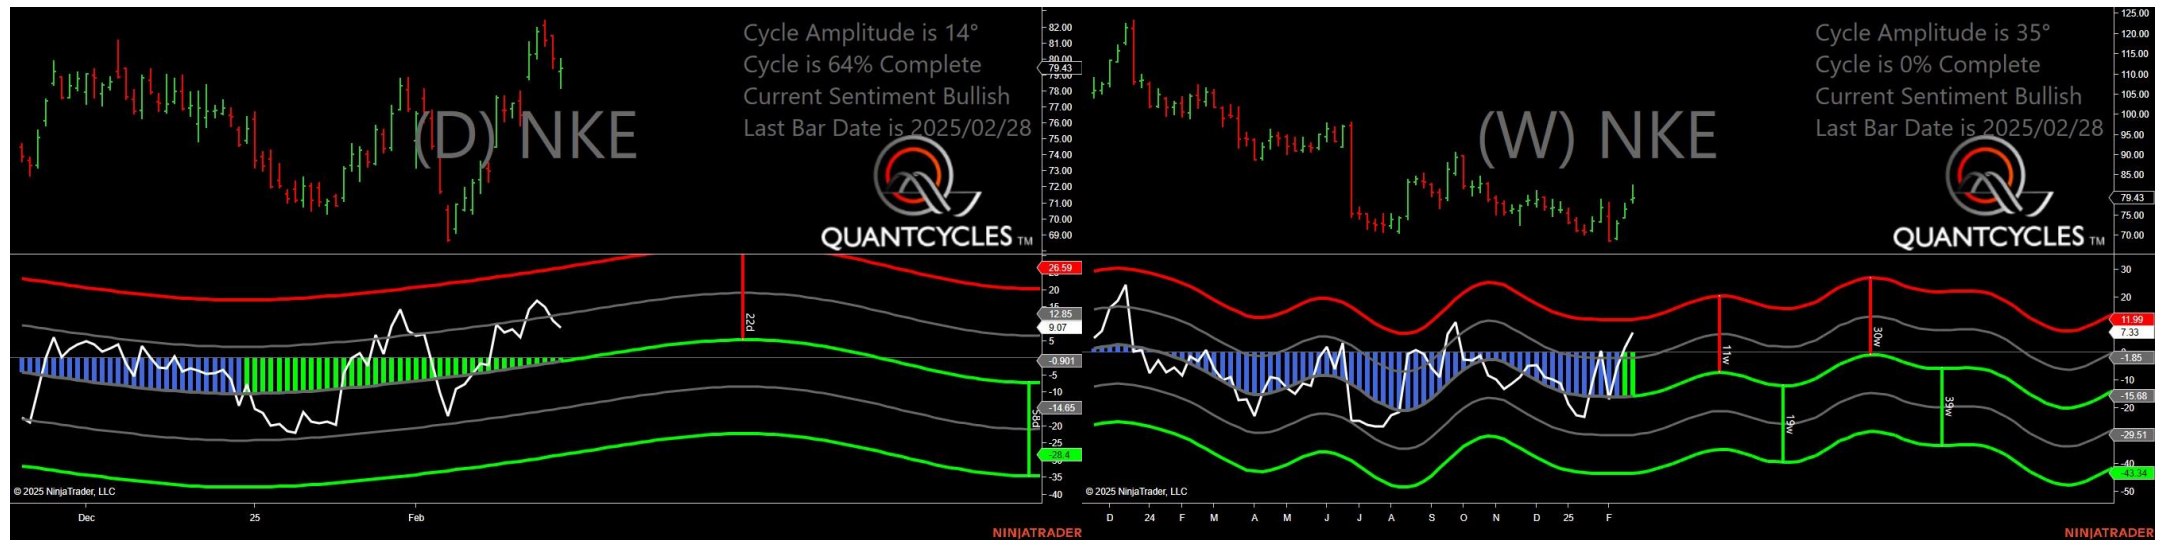 Cycle Amplitude is 14°
Cycle is 64% Complete
Current Sentiment Bullish
Last Bar Date is 2025/02/28
(D) NKE
QUANTCYCLES TM
82.00
81.00
80.00
79.43
79.00
78.00
77.00
76.00
75.00
74.00
73.00
72.00
71.00
70.00
69.00
26.59
20
15
12.85
9.07
5
-0.901
-5
-10
-14.65
-20
-25
-28.4
-35
-40
22d
58d
© 2025 NinjaTrader, LLC
Dec 25 Feb
NINJATRADER
Cycle Amplitude is 35°
Cycle is 0% Complete
Current Sentiment Bullish
Last Bar Date is 2025/02/28
(W) NKE
QUANTCYCLES TM
125.00
120.00
115.00
110.00
105.00
100.00
95.00
90.00
85.00
79.43
75.00
70.00
30
20
11.99
7.33
-1.85
-10
-15.68
-20
-29.51
-40
-43.34
-50
11w
19w
30w
39w
© 2025 NinjaTrader, LLC
D 24 F M A M J J A S O N D 25 F
NINJATRADER